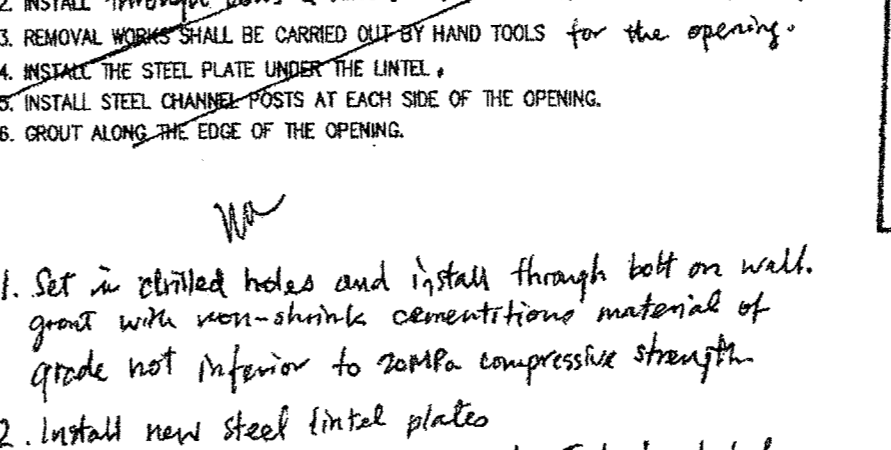 2. INSTALL through
3. REMOVAL WORKS SHALL BE CARRIED OUT BY HAND TOOLS for the opening.
4. INSTALL THE STEEL PLATE UNDER THE LINTEL.
5. INSTALL STEEL CHANNEL POSTS AT EACH SIDE OF THE OPENING.
6. GROUT ALONG THE EDGE OF THE OPENING.
1. Set in drilled holes and install through bolt on wall.
grout with non-shrink cementitious material of
grade not inferior to 20MPa compressive strength
2. Install new steel lintel plates